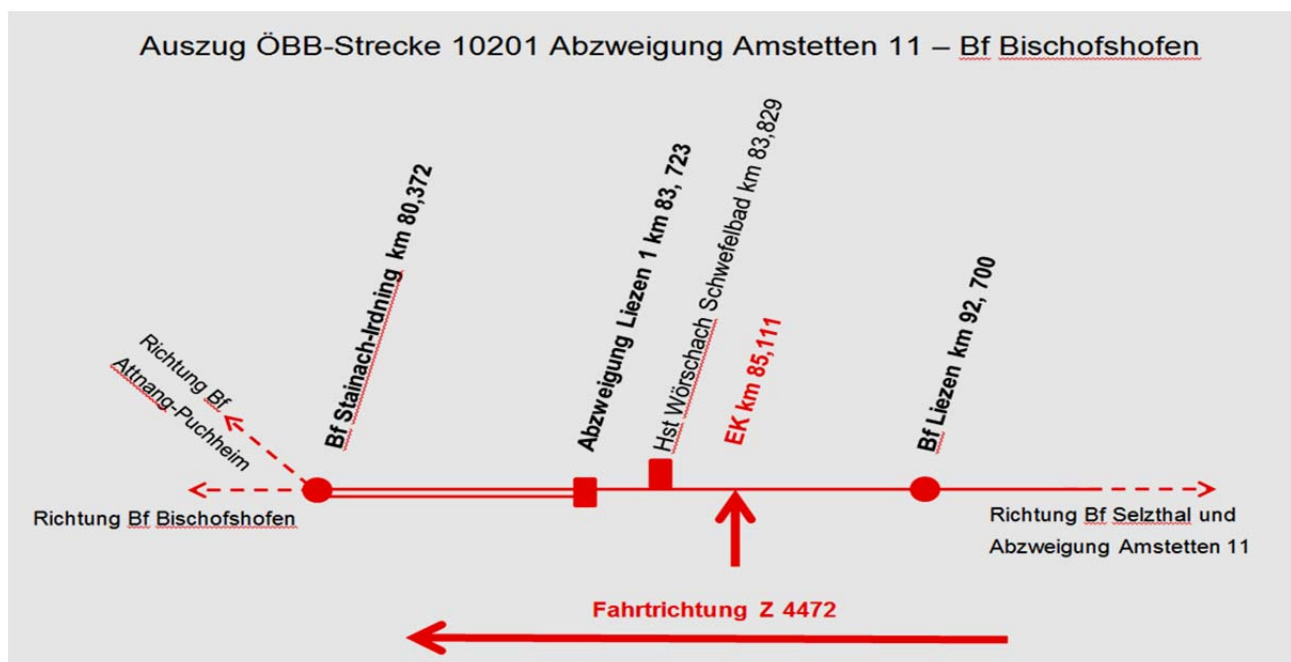 Auszug ÖBB-Strecke 10201 Abzweigung Amstetten 11 – Bf Bischofshofen
Richtung Bf
Attnang-Puchheim
Bf Stainach-Irdning km 80,372
Abzweigung Liezen 1 km 83, 723
Hst Wörschach Schwefelbad km 83,829
EK km 85,111
Bf Liezen km 92, 700
Richtung Bf Bischofshofen
Richtung Bf Selzthal und
Abzweigung Amstetten 11
Fahrtrichtung Z 4472